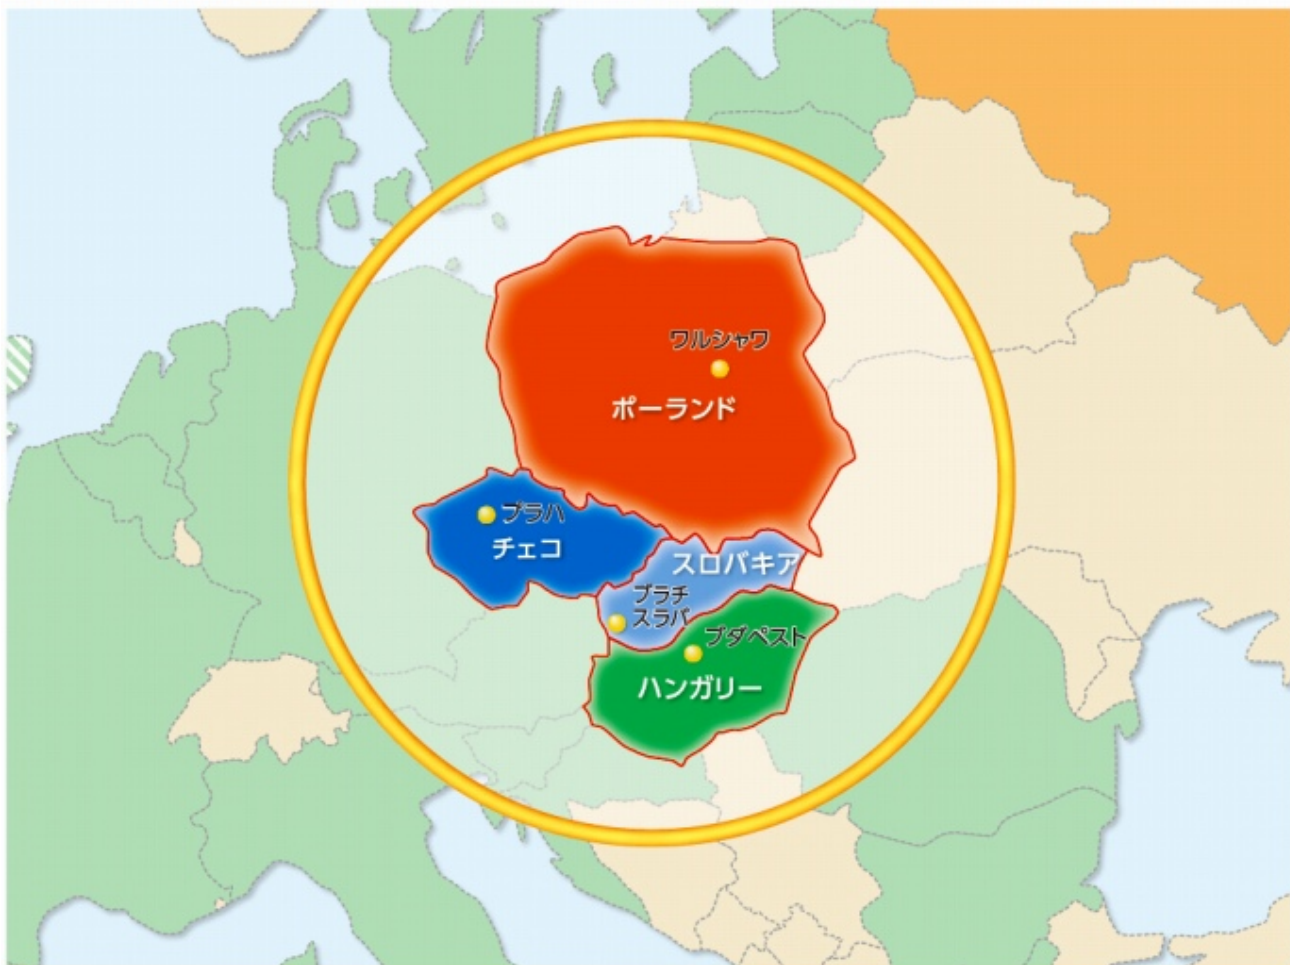 ワルシャワ
ポーランド
プラハ
チェコ
スロバキア
ブラチ
スラバ
ブダペスト
ハンガリー